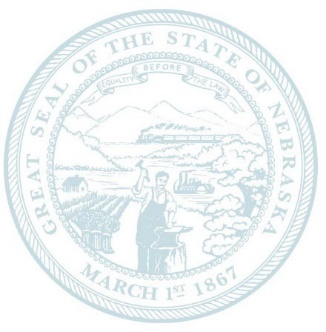 GREAT SEAL OF THE STATE OF NEBRASKA
EQUALITY BEFORE THE LAW
MARCH 1ST 1867